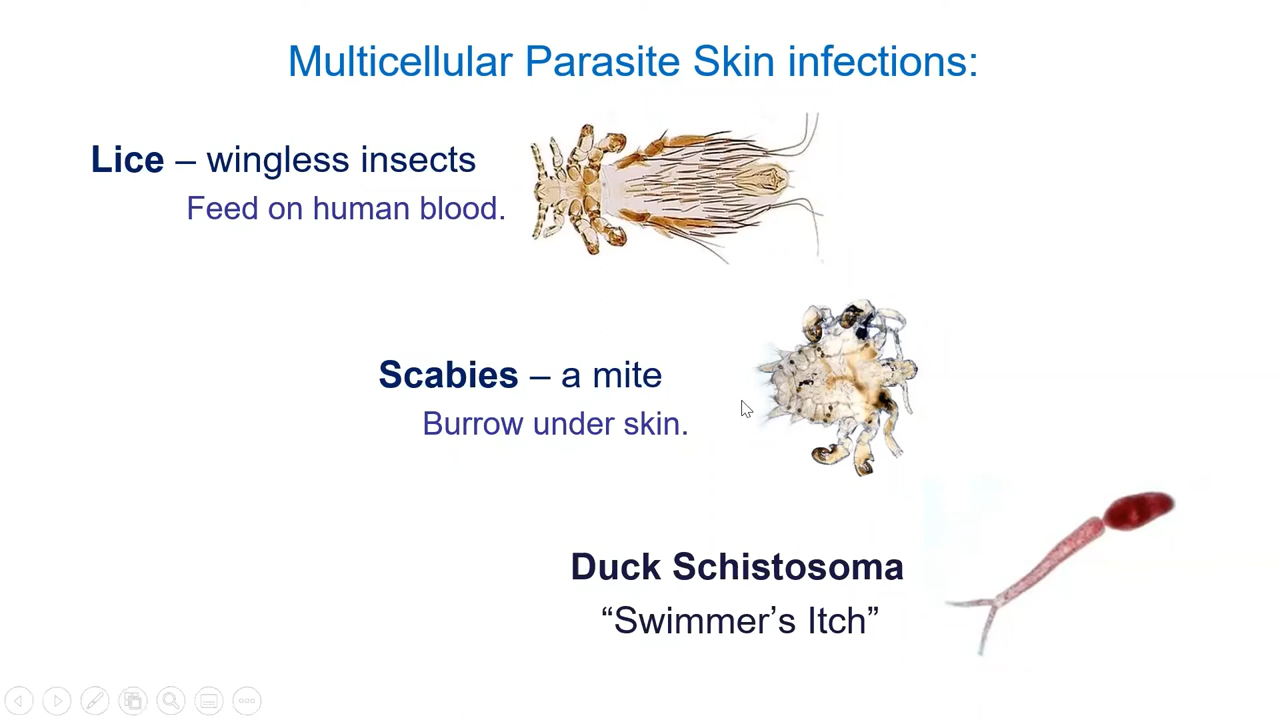 Multicellular Parasite Skin infections:
Lice – wingless insects
Feed on human blood.
Scabies – a mite
Burrow under skin.
Duck Schistosoma
“Swimmer’s Itch”